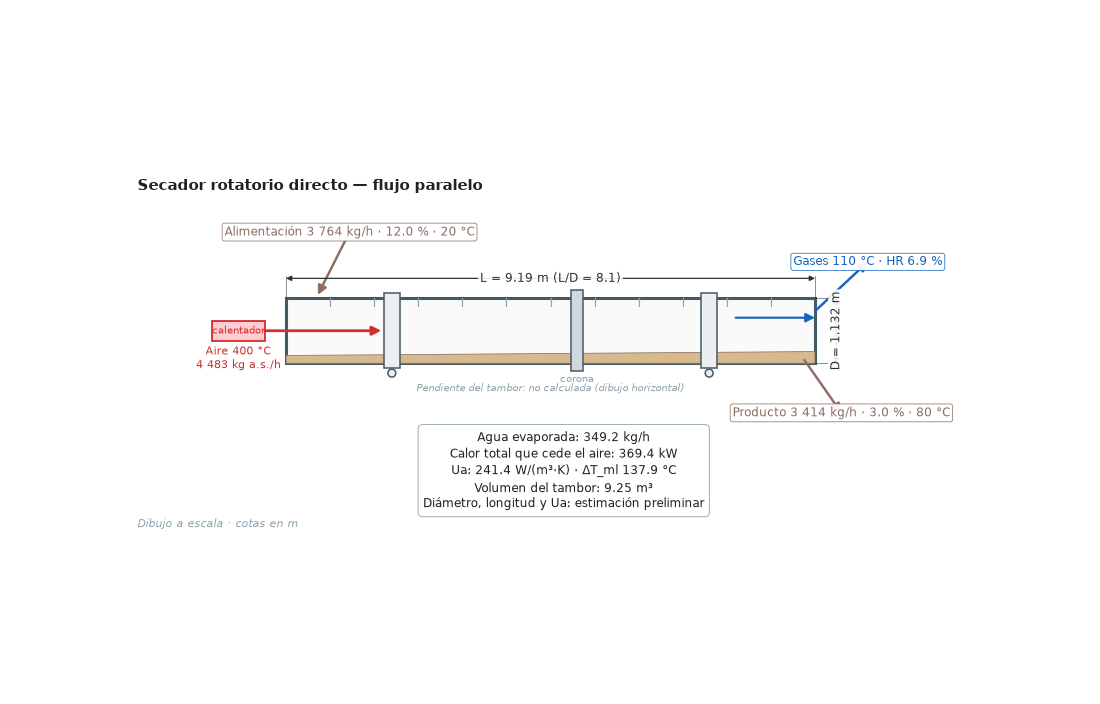 Secador rotatorio directo — flujo paralelo
Alimentación 3 764 kg/h · 12.0 % · 20 °C
Gases 110 °C · HR 6.9 %
L = 9.19 m (L/D = 8.1)
D = 1.132 m
calentador
Aire 400 °C
4 483 kg a.s./h
corona
Pendiente del tambor: no calculada (dibujo horizontal)
Producto 3 414 kg/h · 3.0 % · 80 °C
Agua evaporada: 349.2 kg/h
Calor total que cede el aire: 369.4 kW
Ua: 241.4 W/(m³·K) · ΔT_ml 137.9 °C
Volumen del tambor: 9.25 m³
Diámetro, longitud y Ua: estimación preliminar
Dibujo a escala · cotas en m